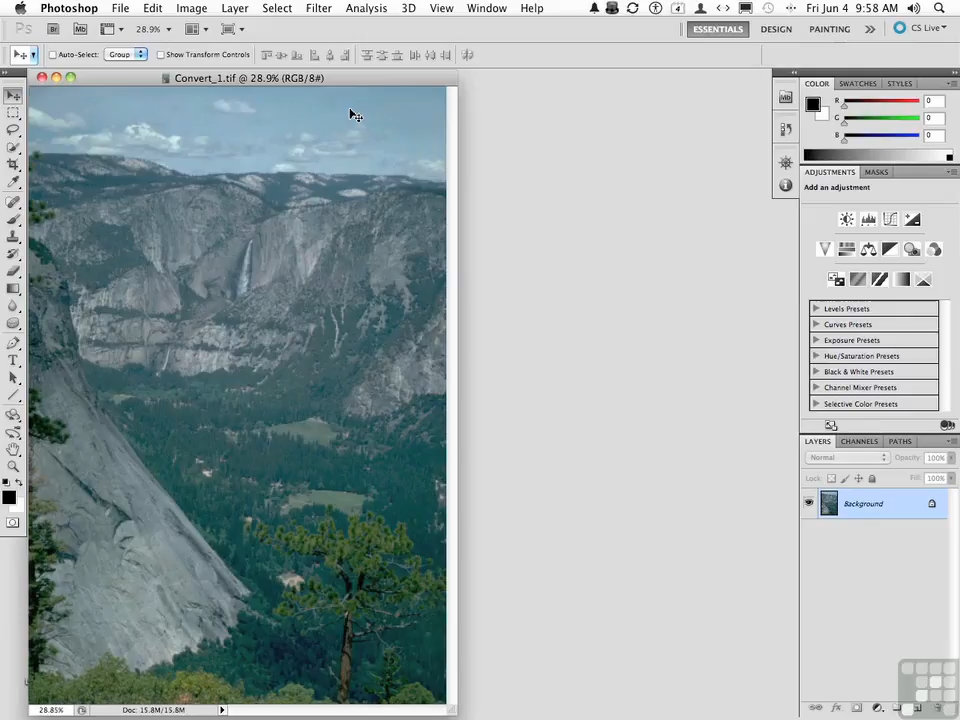 Photoshop File Edit Image Layer Select Filter Analysis 3D View Window Help 4 Fri Jun 4 9:58 AM
Ps Br Mb 28.9% ESSENTIALS DESIGN PAINTING >> CS Live
Auto-Select: Group Show Transform Controls
Convert_1.tif @ 28.9% (RGB/8#)
COLOR SWATCHES STYLES
R 0
G 0
B 0
ADJUSTMENTS MASKS
Add an adjustment
Levels Presets
Curves Presets
Exposure Presets
Hue/Saturation Presets
Black & White Presets
Channel Mixer Presets
Selective Color Presets
LAYERS CHANNELS PATHS
Normal Opacity: 100%
Lock: Fill: 100%
Background
28.85% Doc: 15.8M/15.8M